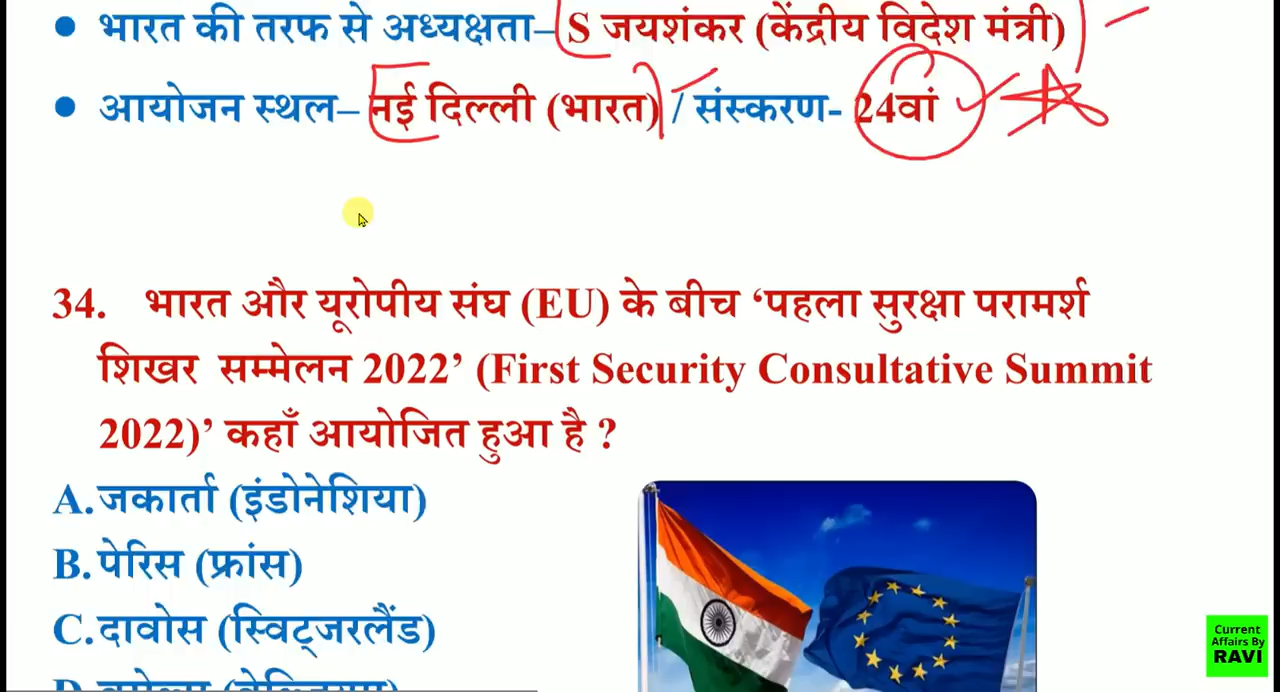 • भारत की तरफ से अध्यक्षता– S जयशंकर (केंद्रीय विदेश मंत्री)
• आयोजन स्थल– नई दिल्ली (भारत) / संस्करण- 24वां
34. भारत और यूरोपीय संघ (EU) के बीच ‘पहला सुरक्षा परामर्श
शिखर सम्मेलन 2022’ (First Security Consultative Summit
2022)’ कहाँ आयोजित हुआ है ?
A. जकार्ता (इंडोनेशिया)
B. पेरिस (फ्रांस)
C. दावोस (स्विट्जरलैंड)
Current
Affairs By
RAVI